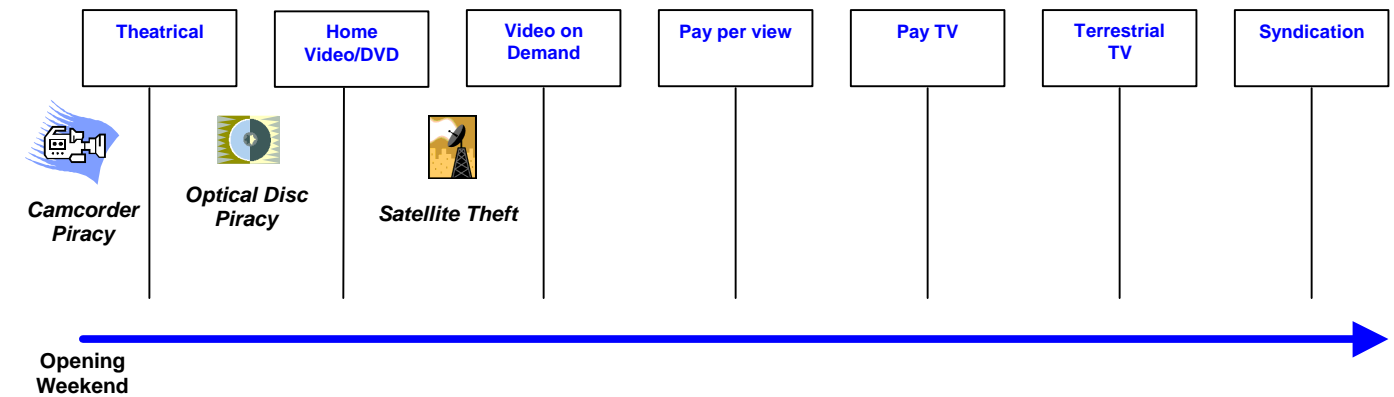 Theatrical
Home
Video/DVD
Video on
Demand
Pay per view
Pay TV
Terrestrial
TV
Syndication
Camcorder
Piracy
Optical Disc
Piracy
Satellite Theft
Opening
Weekend